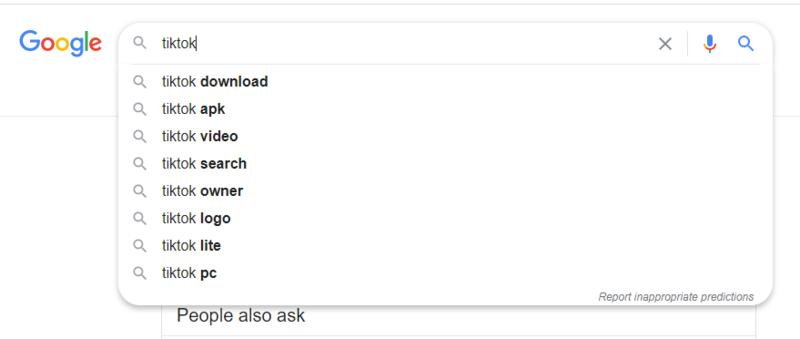 Google
tiktok
tiktok download
tiktok apk
tiktok video
tiktok search
tiktok owner
tiktok logo
tiktok lite
tiktok pc
Report inappropriate predictions
People also ask